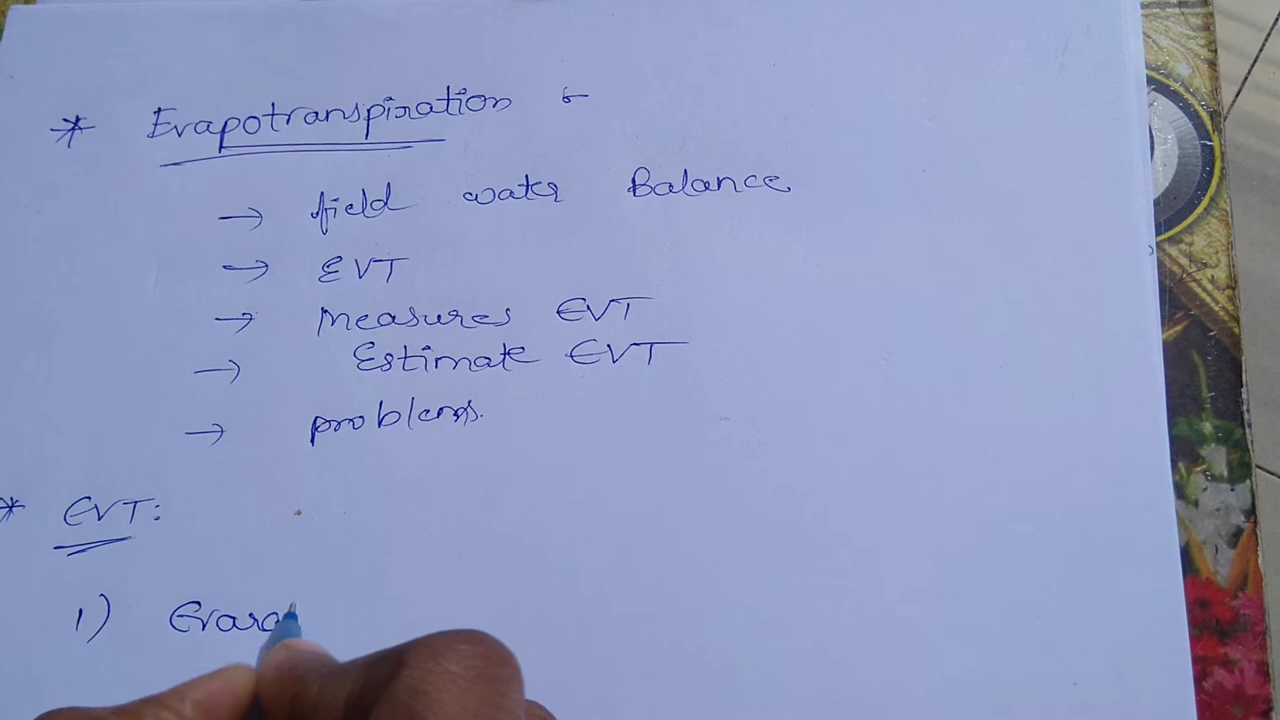 * Evapotranspiration :-
→ field water Balance
→ EVT
→ Measures EVT
→ Estimate EVT
→ problems.
* EVT:
1)